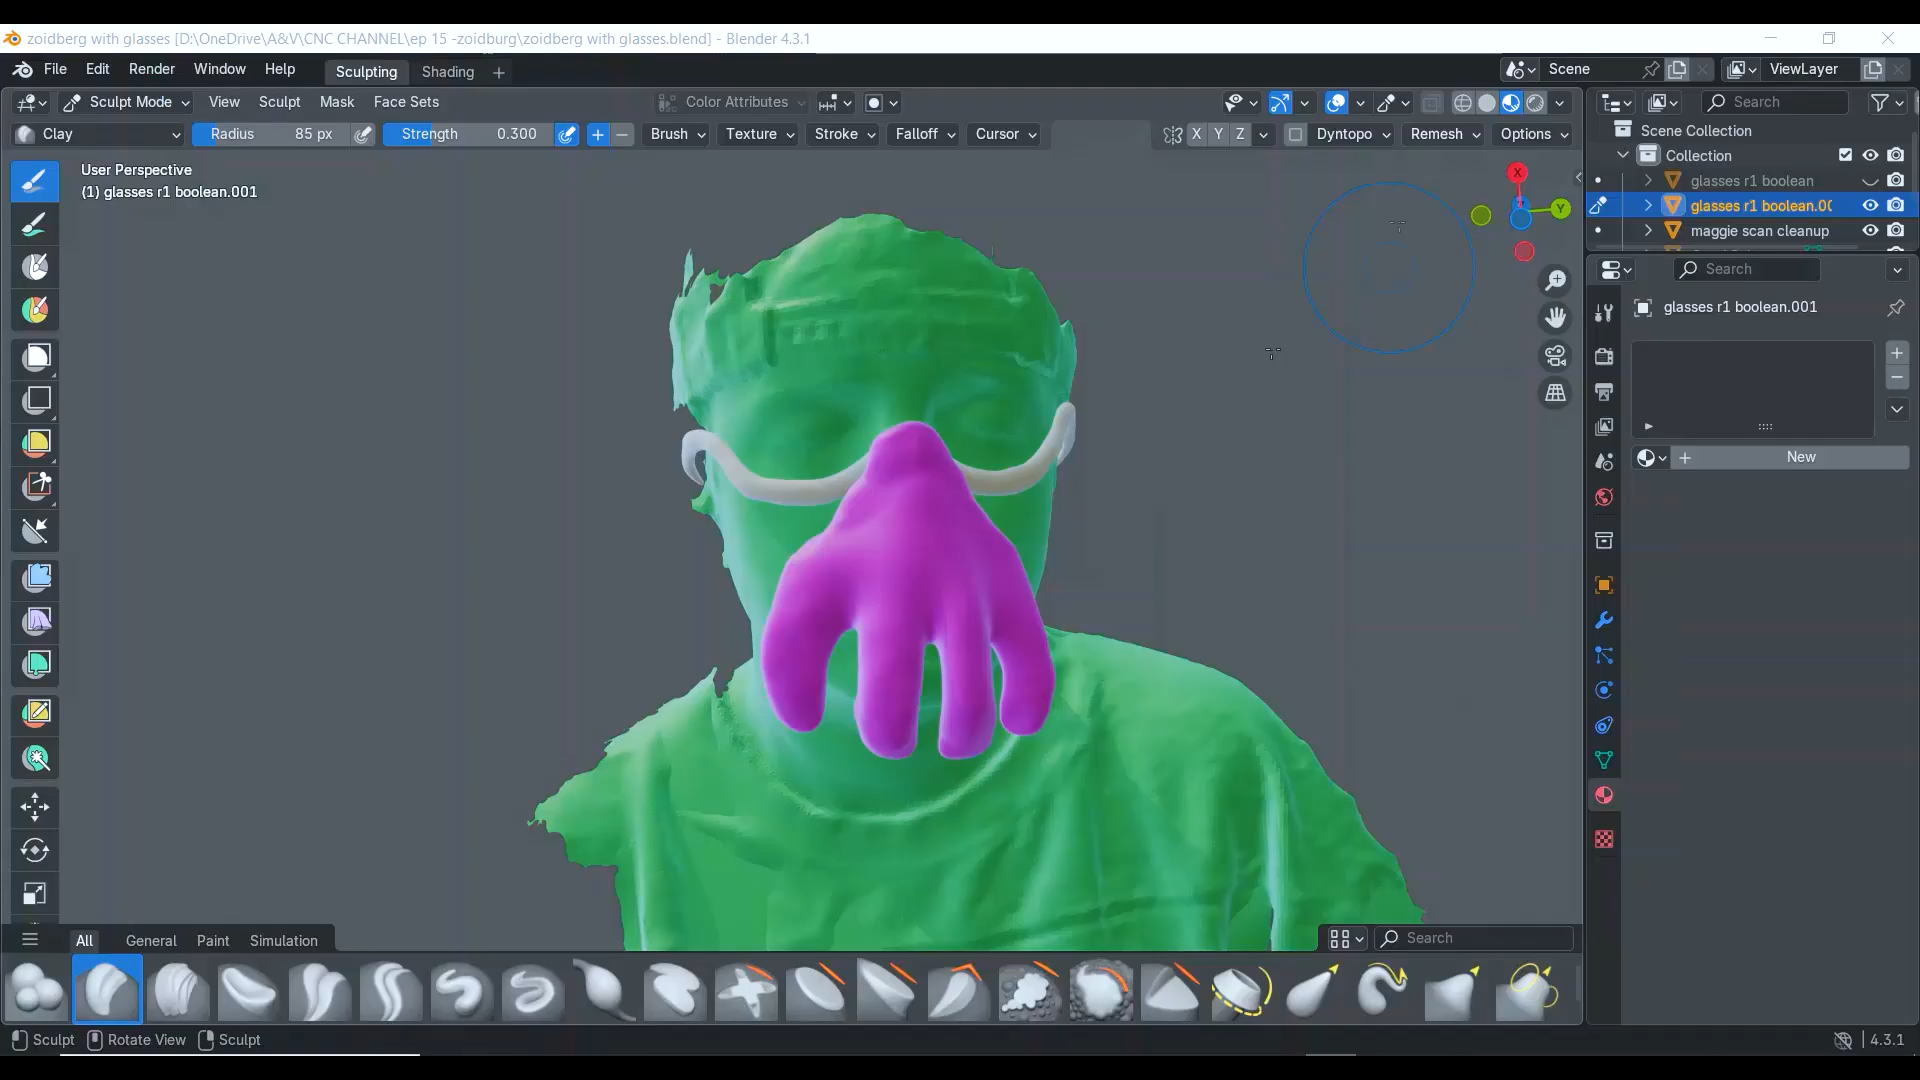 zoidberg with glasses [D:\OneDrive\A&V\CNC CHANNEL\ep 15 -zoidburg\zoidberg with glasses.blend] - Blender 4.3.1
File Edit Render Window Help Sculpting Shading + Scene ViewLayer
Sculpt Mode View Sculpt Mask Face Sets Color Attributes Search
Clay Radius 85 px Strength 0.300 + − Brush Texture Stroke Falloff Cursor X Y Z Dyntopo Remesh Options
Scene Collection
Collection
User Perspective
(1) glasses r1 boolean.001
X
Y
glasses r1 boolean
glasses r1 boolean.00
maggie scan cleanup
Search
glasses r1 boolean.001
New
All General Paint Simulation Search
Sculpt Rotate View Sculpt 4.3.1